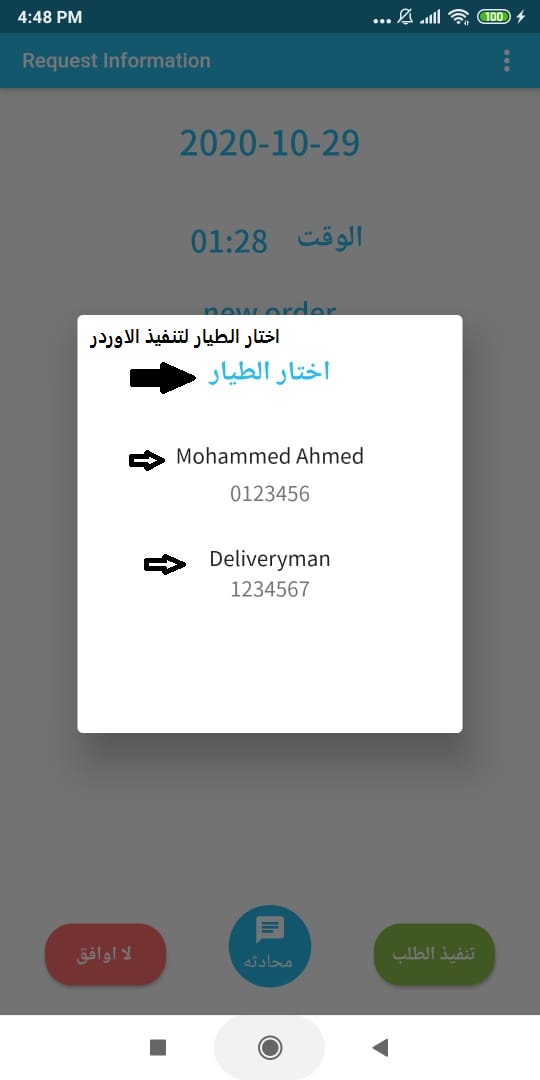 4:48 PM
100
Request Information
2020-10-29
الوقت 01:28
new order
اختار الطيار لتنفيذ الاوردر
اختار الطيار
Mohammed Ahmed
0123456
Deliveryman
1234567
لا اوافق
محادثه
تنفيذ الطلب